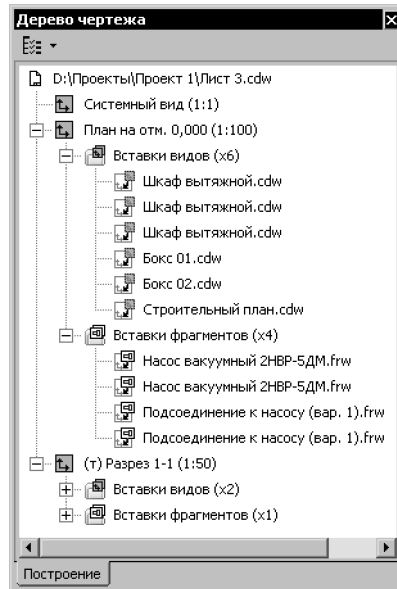 Дерево чертежа
D:\Проекты\Проект 1\Лист 3.cdw
Системный вид (1:1)
План на отм. 0,000 (1:100)
Вставки видов (x6)
Шкаф вытяжной.cdw
Шкаф вытяжной.cdw
Шкаф вытяжной.cdw
Бокс 01.cdw
Бокс 02.cdw
Строительный план.cdw
Вставки фрагментов (x4)
Насос вакуумный 2НВР-5ДМ.frw
Насос вакуумный 2НВР-5ДМ.frw
Подсоединение к насосу (вар. 1).frw
Подсоединение к насосу (вар. 1).frw
(т) Разрез 1-1 (1:50)
Вставки видов (x2)
Вставки фрагментов (x1)
Построение